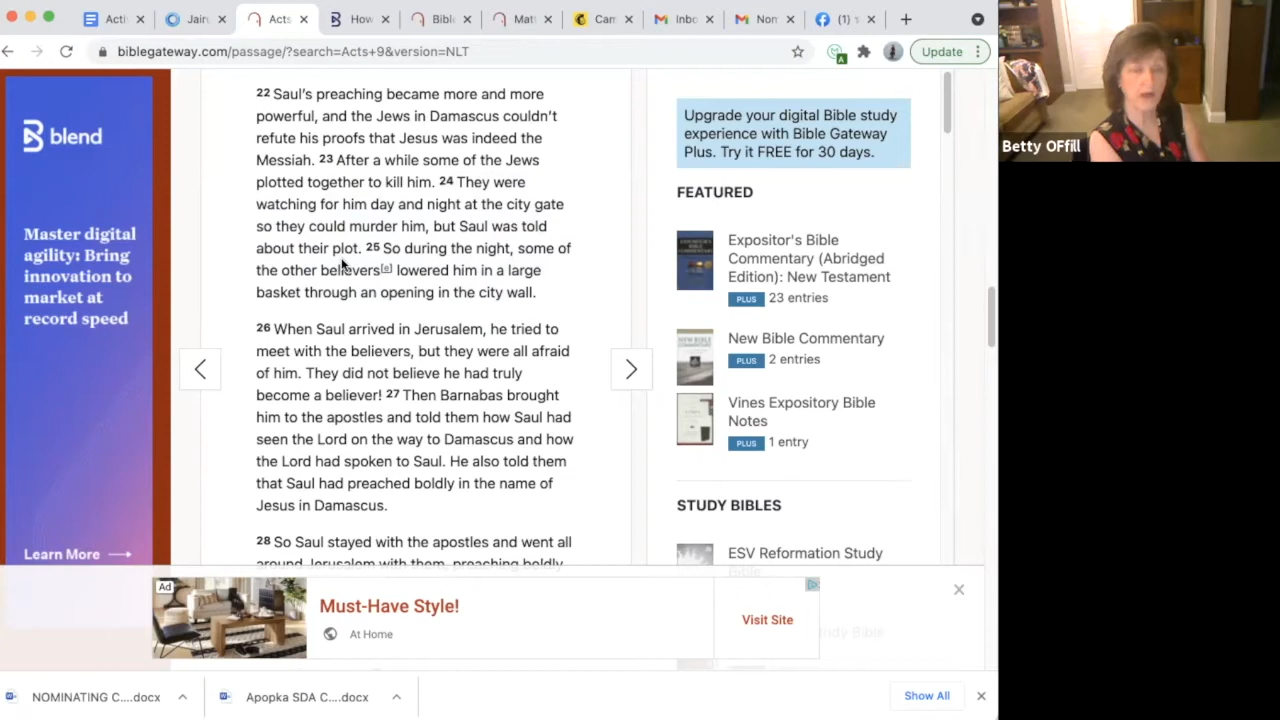 Acti
Jair
Acts
How
Bibl
Mat
Cam
Inbo
Nom
(1)
biblegateway.com/passage/?search=Acts+9&version=NLT
A
Update
blend
Master digital
agility: Bring
innovation to
market at
record speed
Learn More
22 Saul's preaching became more and more
powerful, and the Jews in Damascus couldn't
refute his proofs that Jesus was indeed the
Messiah. 23 After a while some of the Jews
plotted together to kill him. 24 They were
watching for him day and night at the city gate
so they could murder him, but Saul was told
about their plot. 25 So during the night, some of
the other believers[e] lowered him in a large
basket through an opening in the city wall.
26 When Saul arrived in Jerusalem, he tried to
meet with the believers, but they were all afraid
of him. They did not believe he had truly
become a believer! 27 Then Barnabas brought
him to the apostles and told them how Saul had
seen the Lord on the way to Damascus and how
the Lord had spoken to Saul. He also told them
that Saul had preached boldly in the name of
Jesus in Damascus.
28 So Saul stayed with the apostles and went all
around Jerusalem with them, preaching boldly
Upgrade your digital Bible study
experience with Bible Gateway
Plus. Try it FREE for 30 days.
FEATURED
Expositor's Bible
Commentary (Abridged
Edition): New Testament
PLUS 23 entries
New Bible Commentary
PLUS 2 entries
Vines Expository Bible
Notes
PLUS 1 entry
STUDY BIBLES
ESV Reformation Study
Bible
Study Bible
Ad
Must-Have Style!
At Home
Visit Site
NOMINATING C....docx
Apopka SDA C....docx
Show All
Betty OFfill